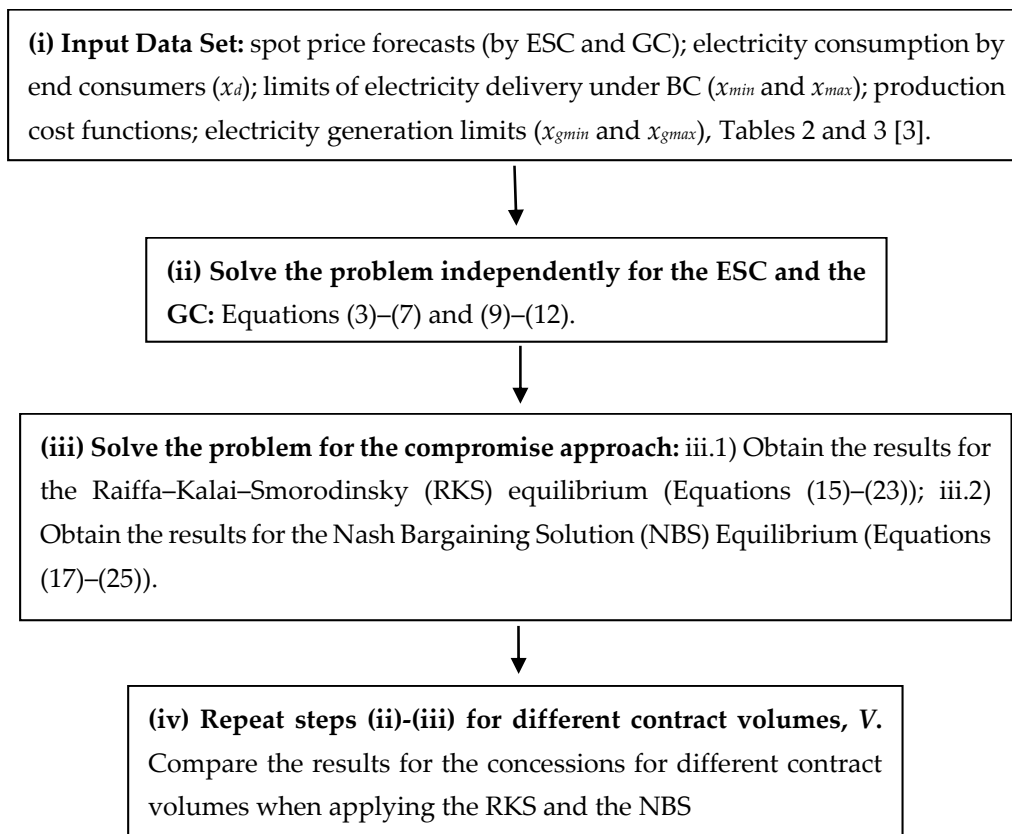 (i) Input Data Set: spot price forecasts (by ESC and GC); electricity consumption by
end consumers (xd); limits of electricity delivery under BC (xmin and xmax); production
cost functions; electricity generation limits (xgmin and xgmax), Tables 2 and 3 [3].
(ii) Solve the problem independently for the ESC and the
GC: Equations (3)–(7) and (9)–(12).
(iii) Solve the problem for the compromise approach: iii.1) Obtain the results for
the Raiffa–Kalai–Smorodinsky (RKS) equilibrium (Equations (15)–(23)); iii.2)
Obtain the results for the Nash Bargaining Solution (NBS) Equilibrium (Equations
(17)–(25)).
(iv) Repeat steps (ii)-(iii) for different contract volumes, V.
Compare the results for the concessions for different contract
volumes when applying the RKS and the NBS